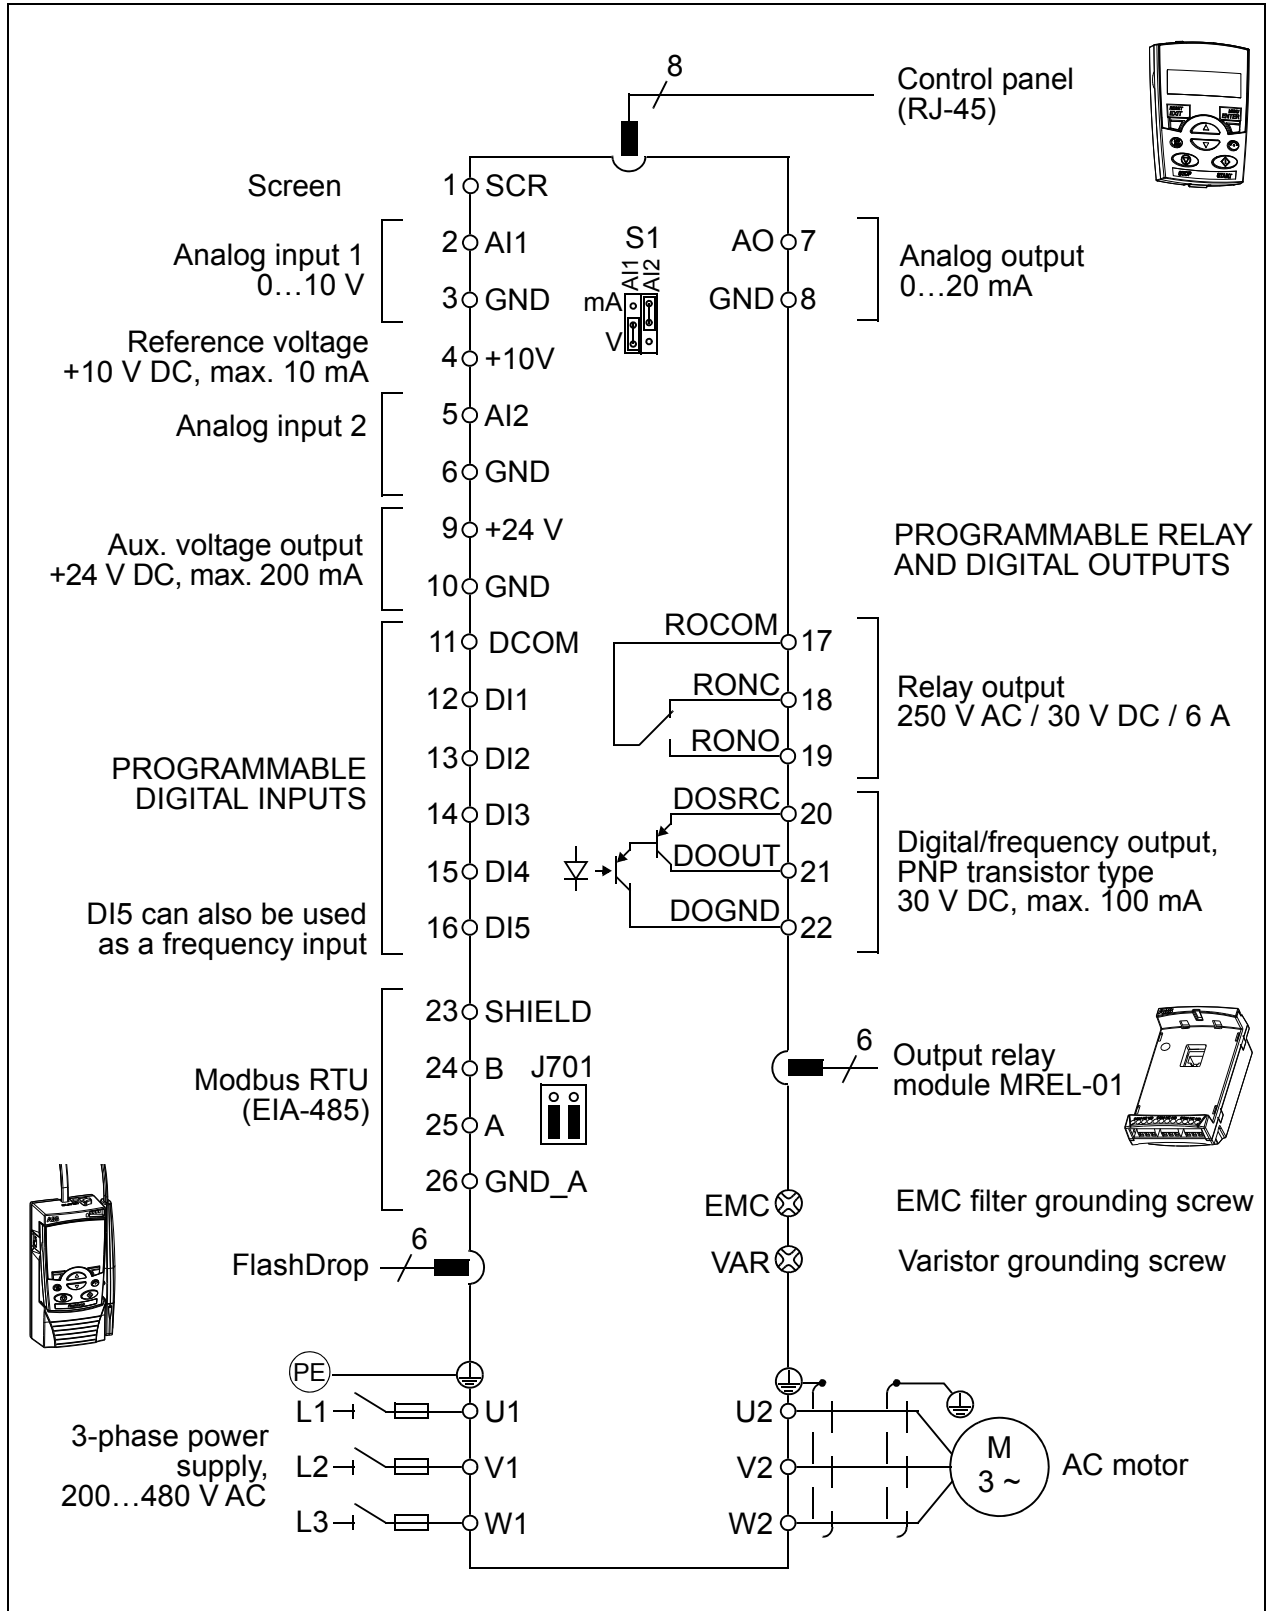 8
Control panel
(RJ-45)
Screen
1 SCR
Analog input 1
0…10 V
2 AI1
3 GND
S1
AI1
AI2
mA
V
AO 7
GND 8
Analog output
0…20 mA
Reference voltage
+10 V DC, max. 10 mA
4 +10V
Analog input 2
5 AI2
6 GND
Aux. voltage output
+24 V DC, max. 200 mA
9 +24 V
10 GND
PROGRAMMABLE RELAY
AND DIGITAL OUTPUTS
PROGRAMMABLE
DIGITAL INPUTS
DI5 can also be used
as a frequency input
11 DCOM
12 DI1
13 DI2
14 DI3
15 DI4
16 DI5
ROCOM 17
RONC 18
RONO 19
Relay output
250 V AC / 30 V DC / 6 A
DOSRC 20
DOOUT 21
DOGND 22
Digital/frequency output,
PNP transistor type
30 V DC, max. 100 mA
Modbus RTU
(EIA-485)
23 SHIELD
24 B
25 A
26 GND_A
J701
6
Output relay
module MREL-01
EMC
EMC filter grounding screw
VAR
Varistor grounding screw
FlashDrop
6
PE
3-phase power
supply,
200…480 V AC
L1 U1
L2 V1
L3 W1
U2
V2
W2
M
3 ~
AC motor
EXIT
ENTER
STOP
START